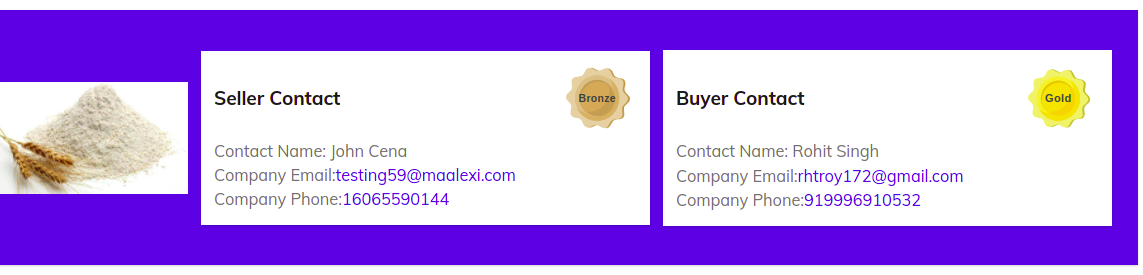 Seller Contact
Bronze
Contact Name: John Cena
Company Email:testing59@maalexi.com
Company Phone:16065590144
Buyer Contact
Gold
Contact Name: Rohit Singh
Company Email:rhtroy172@gmail.com
Company Phone:919996910532